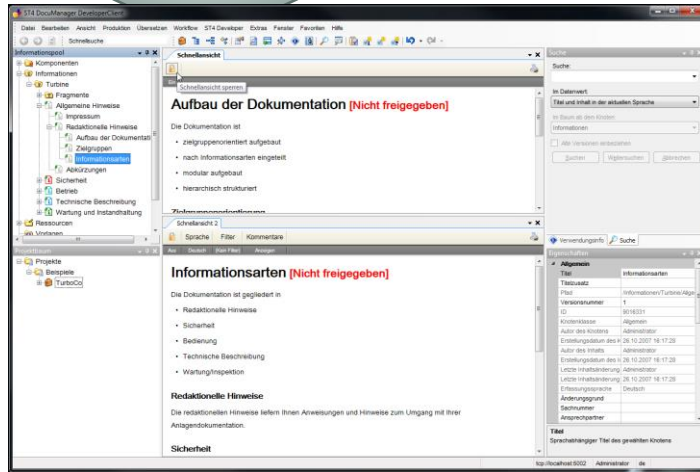 ST4 DocuManager DeveloperClient
Datei Bearbeiten Ansicht Produktion Übersetzen Workflow ST4 Developer Extras Fenster Favoriten Hilfe
Schnellsuche
Informationspool
Komponenten
Informationen
Turbine
Fragmente
Allgemeine Hinweise
Impressum
Redaktionelle Hinweise
Aufbau der Dokumentati
Zielgruppen
Informationsarten
Abkürzungen
Sicherheit
Betrieb
Technische Beschreibung
Wartung und Instandhaltung
Ressourcen
Vorlagen
Projektbaum
Projekte
Beispiele
TurboCo
Schnellansicht
Schnellansicht sperren
Aufbau der Dokumentation [Nicht freigegeben]
Die Dokumentation ist
• zielgruppenorientiert aufgebaut
• nach Informationsarten eingeteilt
• modular aufgebaut
• hierarchisch strukturiert
Zielgruppenorientierung
Schnellansicht 2
Sprache Filter Kommentare
Aus Deutsch [Kein Filter] Anzeigen
Informationsarten [Nicht freigegeben]
Die Dokumentation ist gegliedert in
• Redaktionelle Hinweise
• Sicherheit
• Bedienung
• Technische Beschreibung
• Wartung/Inspektion
Redaktionelle Hinweise
Die redaktionellen Hinweise liefern Ihnen Anweisungen und Hinweise zum Umgang mit Ihrer
Anlagendokumentation.
Sicherheit
Suche
Suche:
Im Datenwert
Titel und Inhalt in der aktuellen Sprache
Im Baum ab den Knoten
Informationen
Alle Versionen einbeziehen
Suchen Weitersuchen Abbrechen
Verwendungsinfo Suche
Eigenschaften
Allgemein
Titel Informationsarten
Titelzusatz
Pfad /Informationen/Turbine/Allge
Versionsnummer 1
ID 9016331
Knotenklasse Allgemein
Autor des Knotens Administrator
Erstellungsdatum des K 26.10.2007 16:17:20
Autor des Inhalts Administrator
Erstellungsdatum des I 26.10.2007 16:17:20
Letzte Inhaltsänderung Administrator
Letzte Inhaltsänderung 26.10.2007 16:17:20
Erfassungssprache Deutsch
Änderungsgrund
Sachnummer
Ansprechpartner
Titel
Sprachabhängiger Titel des gewählten Knotens
tcp://localhost:5002 Administrator de